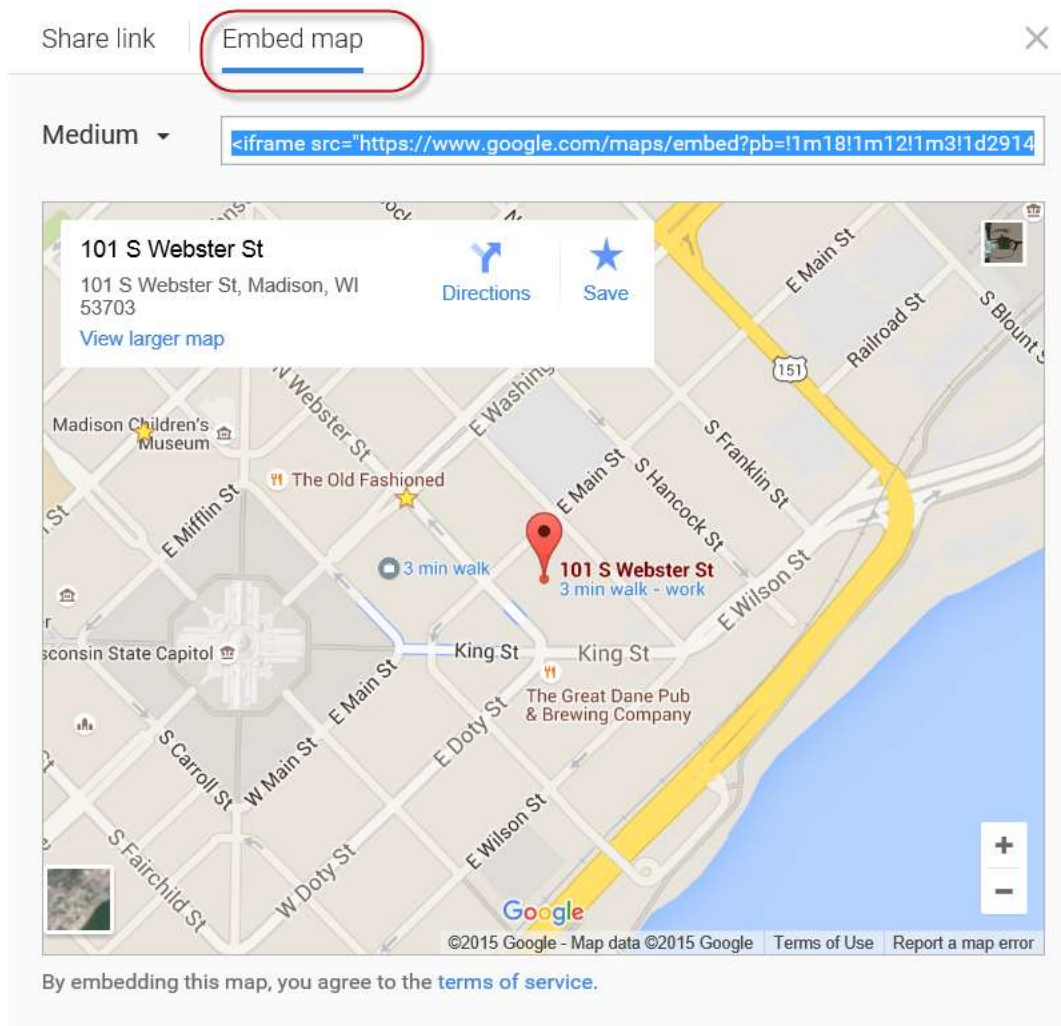 Share link
Embed map
Medium
<iframe src="https://www.google.com/maps/embed?pb=!1m18!1m12!1m3!1d2914
101 S Webster St
101 S Webster St, Madison, WI
53703
View larger map
Directions
Save
E Main St
S Blount S
Railroad St
151
N Webster St
E Washing
Madison Children's
Museum
S Franklin St
The Old Fashioned
E Main St
S Hancock St
E Mifflin St
3 min walk
101 S Webster St
3 min walk - work
E Wilson St
sconsin State Capitol
King St
King St
E Main St
The Great Dane Pub
& Brewing Company
E Doty St
S Carroll St
W Main St
E Wilson St
S Fairchild St
W Doty St
Google
©2015 Google - Map data ©2015 Google
Terms of Use
Report a map error
By embedding this map, you agree to the terms of service.